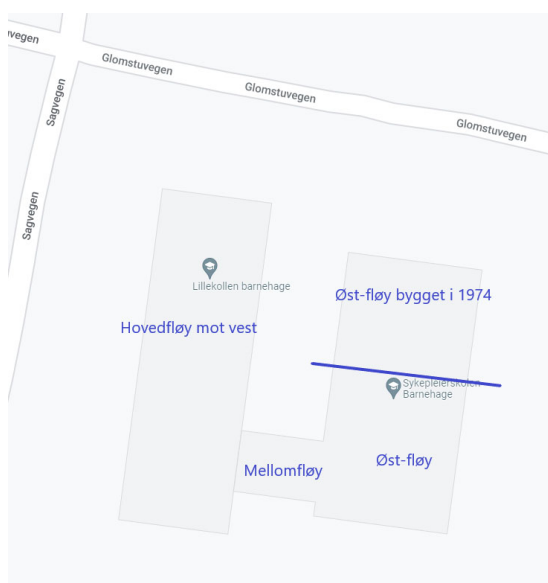 vegen
Glomstuvegen
Glomstuvegen
Glomstuvegen
Sagvegen
Sagvegen
Lillekollen barnehage
Øst-fløy bygget i 1974
Hovedfløy mot vest
Sykepleierskolen
Barnehage
Øst-fløy
Mellomfløy